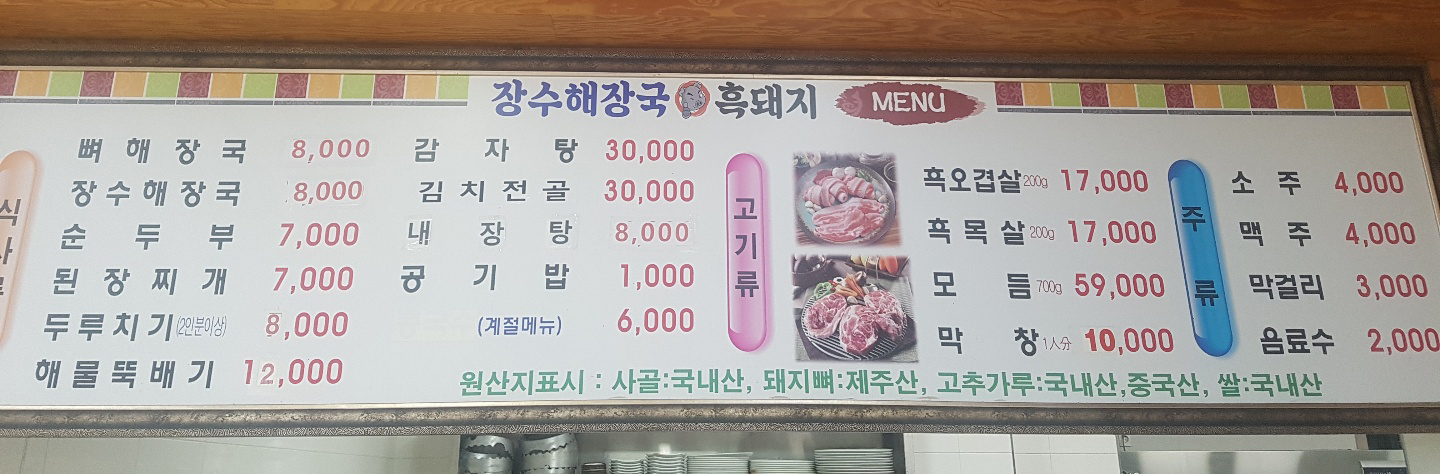 장수해장국 흑돼지 MENU
식사류
뼈해장국 8,000
장수해장국 8,000
순두부 7,000
된장찌개 7,000
두루치기(2인분이상) 8,000
해물뚝배기 12,000
감자탕 30,000
김치전골 30,000
내장탕 8,000
공기밥 1,000
(계절메뉴) 6,000
고기류
흑오겹살 200g 17,000
흑목살 200g 17,000
모둠 700g 59,000
막창 1人分 10,000
주류
소주 4,000
맥주 4,000
막걸리 3,000
음료수 2,000
원산지표시 : 사골:국내산, 돼지뼈:제주산, 고추가루:국내산,중국산, 쌀:국내산